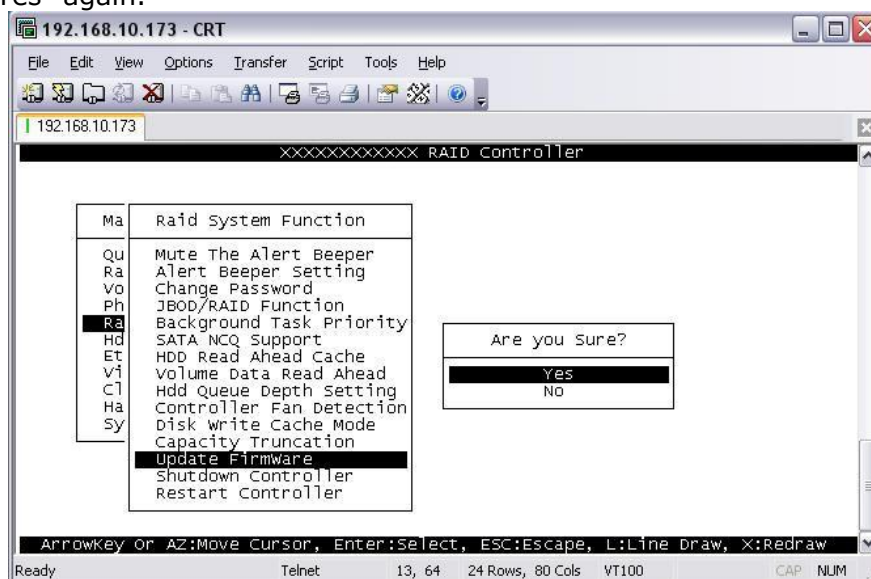 192.168.10.173 - CRT
File Edit View Options Transfer Script Tools Help
192.168.10.173
XXXXXXXXXXXX RAID Controller
Ma
Qu
Ra
Vo
Ph
Ra
Hd
Et
Vi
Cl
Ha
Sy
Raid System Function
Mute The Alert Beeper
Alert Beeper Setting
Change Password
JBOD/RAID Function
Background Task Priority
SATA NCQ Support
HDD Read Ahead Cache
Volume Data Read Ahead
Hdd Queue Depth Setting
Controller Fan Detection
Disk Write Cache Mode
Capacity Truncation
Update FirmWare
Shutdown Controller
Restart Controller
Are you Sure?
Yes
No
ArrowKey Or AZ:Move Cursor, Enter:Select, ESC:Escape, L:Line Draw, X:Redraw
Ready Telnet 13, 64 24 Rows, 80 Cols VT100 CAP NUM